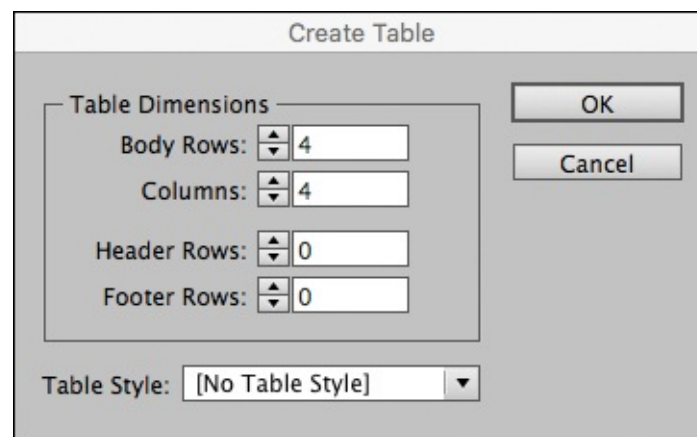 Create Table
Table Dimensions
Body Rows: 4
Columns: 4
Header Rows: 0
Footer Rows: 0
Table Style: [No Table Style]
OK
Cancel